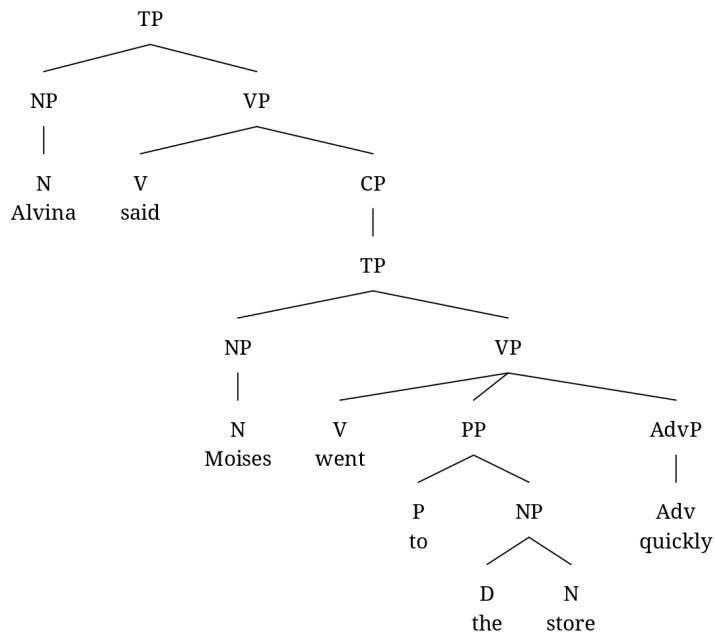 TP
NP VP
N V CP
Alvina said
TP
NP VP
N V PP AdvP
Moises went
P NP Adv
to quickly
D N
the store